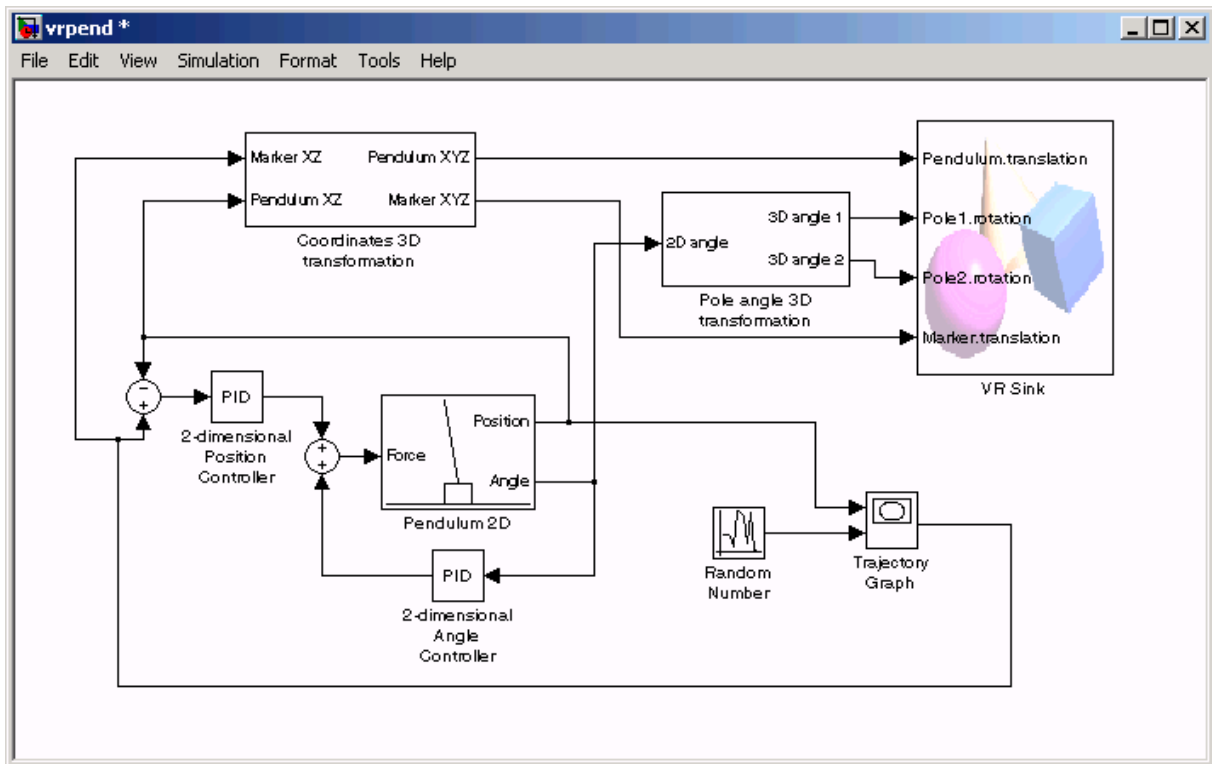 vrpend *
File Edit View Simulation Format Tools Help
Marker XZ
Pendulum XYZ
Pendulum XZ
Marker XYZ
Coordinates 3D
transformation
2D angle
3D angle 1
3D angle 2
Pole angle 3D
transformation
Pendulum.translation
Pole1.rotation
Pole2.rotation
Marker.translation
VR Sink
−
+
PID
2-dimensional
Position
Controller
+
+
Force
Position
Angle
Pendulum 2D
PID
2-dimensional
Angle
Controller
Random
Number
Trajectory
Graph